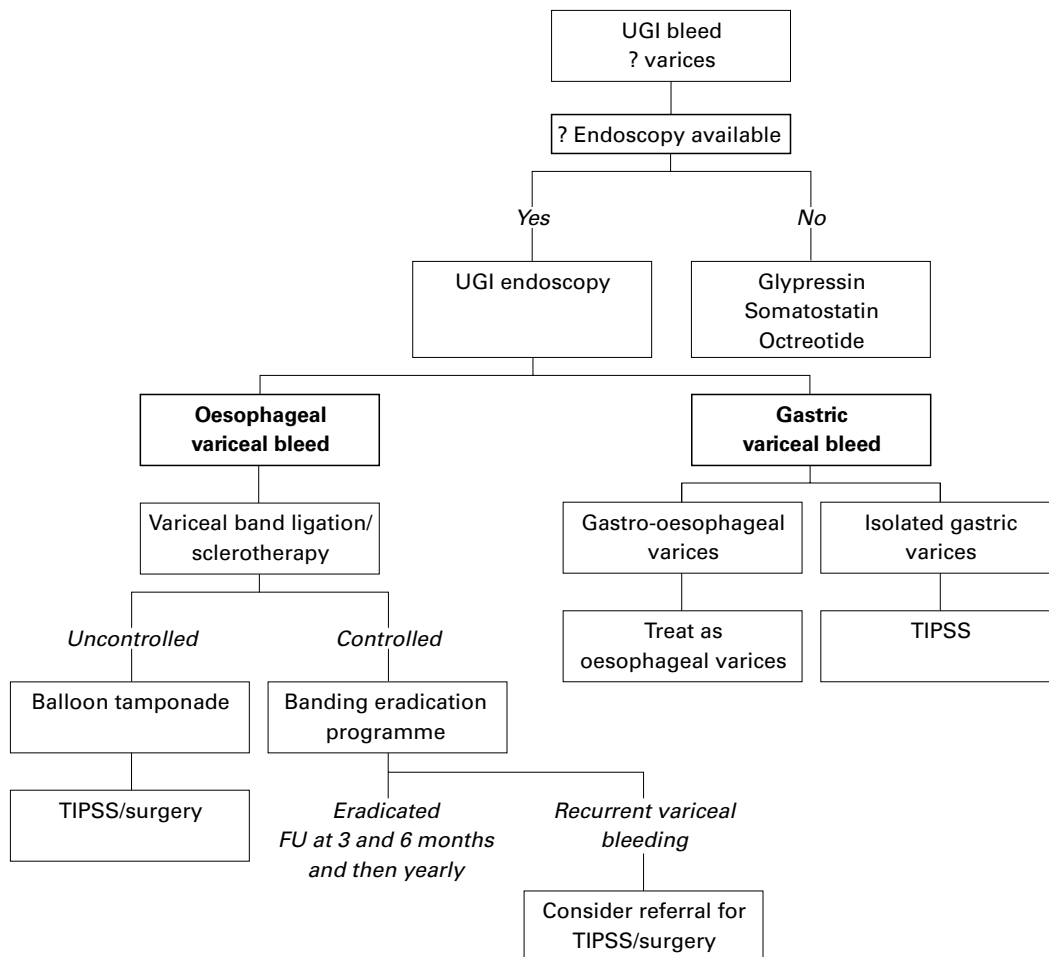 UGI bleed
? varices
? Endoscopy available
Yes
No
UGI endoscopy
Glypressin
Somatostatin
Octreotide
Oesophageal
variceal bleed
Gastric
variceal bleed
Variceal band ligation/
sclerotherapy
Gastro-oesophageal
varices
Isolated gastric
varices
Uncontrolled
Controlled
Treat as
oesophageal varices
TIPSS
Balloon tamponade
Banding eradication
programme
TIPSS/surgery
Eradicated
FU at 3 and 6 months
and then yearly
Recurrent variceal
bleeding
Consider referral for
TIPSS/surgery